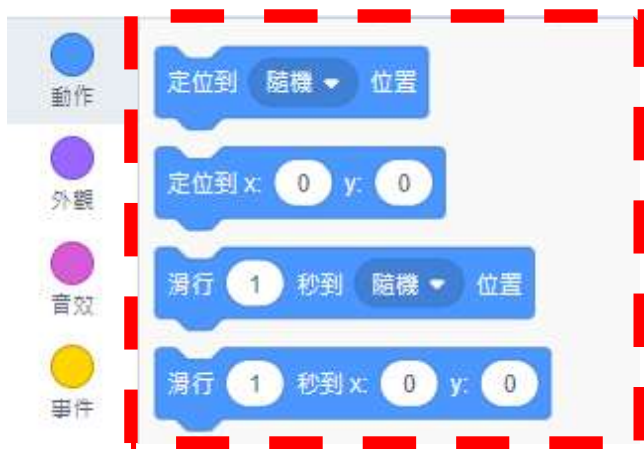 動作
外觀
音效
事件
定位到 隨機 位置
定位到 x: 0 y: 0
滑行 1 秒到 隨機 位置
滑行 1 秒到 x: 0 y: 0